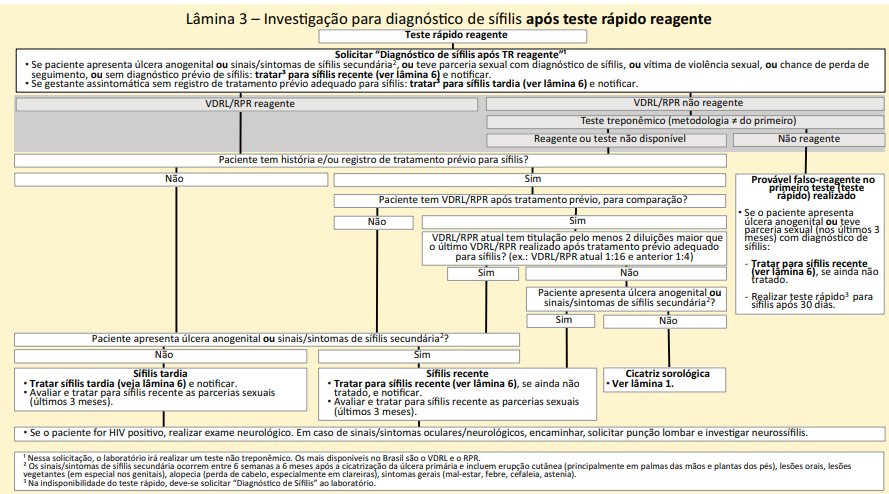 Lâmina 3 – Investigação para diagnóstico de sífilis após teste rápido reagente
Teste rápido reagente
Solicitar “Diagnóstico de sífilis após TR reagente”¹
• Se paciente apresenta úlcera anogenital ou sinais/sintomas de sífilis secundária², ou teve parceria sexual com diagnóstico de sífilis, ou vítima de violência sexual, ou chance de perda de
seguimento, ou sem diagnóstico prévio de sífilis: tratar³ para sífilis recente (ver lâmina 6) e notificar.
• Se gestante assintomática sem registro de tratamento prévio adequado para sífilis: tratar³ para sífilis tardia (ver lâmina 6) e notificar.
VDRL/RPR reagente
VDRL/RPR não reagente
Teste treponêmico (metodologia ≠ do primeiro)
Reagente ou teste não disponível
Não reagente
Paciente tem história e/ou registro de tratamento prévio para sífilis?
Não
Sim
Paciente tem VDRL/RPR após tratamento prévio, para comparação?
Não
Sim
VDRL/RPR atual tem titulação pelo menos 2 diluições maior que
o último VDRL/RPR realizado após tratamento prévio adequado
para sífilis? (ex.: VDRL/RPR atual 1:16 e anterior 1:4)
Sim
Não
Paciente apresenta úlcera anogenital ou
sinais/sintomas de sífilis secundária²?
Sim
Não
Provável falso-reagente no
primeiro teste (teste
rápido) realizado
• Se o paciente apresenta
úlcera anogenital ou teve
parceria sexual (nos últimos 3
meses) com diagnóstico de
sífilis:
- Tratar para sífilis recente
(ver lâmina 6), se ainda não
tratado.
- Realizar teste rápido³ para
sífilis após 30 dias.
Paciente apresenta úlcera anogenital ou sinais/sintomas de sífilis secundária²?
Não
Sim
Sífilis tardia
• Tratar sífilis tardia (veja lâmina 6) e notificar.
• Avaliar e tratar para sífilis recente as parcerias sexuais
(últimos 3 meses).
Sífilis recente
• Tratar para sífilis recente (ver lâmina 6), se ainda não
tratado, e notificar.
• Avaliar e tratar para sífilis recente as parcerias sexuais
(últimos 3 meses).
Cicatriz sorológica
• Ver lâmina 1.
• Se o paciente for HIV positivo, realizar exame neurológico. Em caso de sinais/sintomas oculares/neurológicos, encaminhar, solicitar punção lombar e investigar neurossífilis.
¹ Nessa solicitação, o laboratório irá realizar um teste não treponêmico. Os mais disponíveis no Brasil são o VDRL e o RPR.
² Os sinais/sintomas de sífilis secundária ocorrem entre 6 semanas a 6 meses após a cicatrização da úlcera primária e incluem erupção cutânea (principalmente em palmas das mãos e plantas dos pés), lesões orais, lesões
vegetantes (em especial nos genitais), alopecia (perda de cabelo, especialmente em clareiras), sintomas gerais (mal-estar, febre, cefaleia, astenia).
³ Na indisponibilidade do teste rápido, deve-se solicitar “Diagnóstico de Sífilis” ao laboratório.